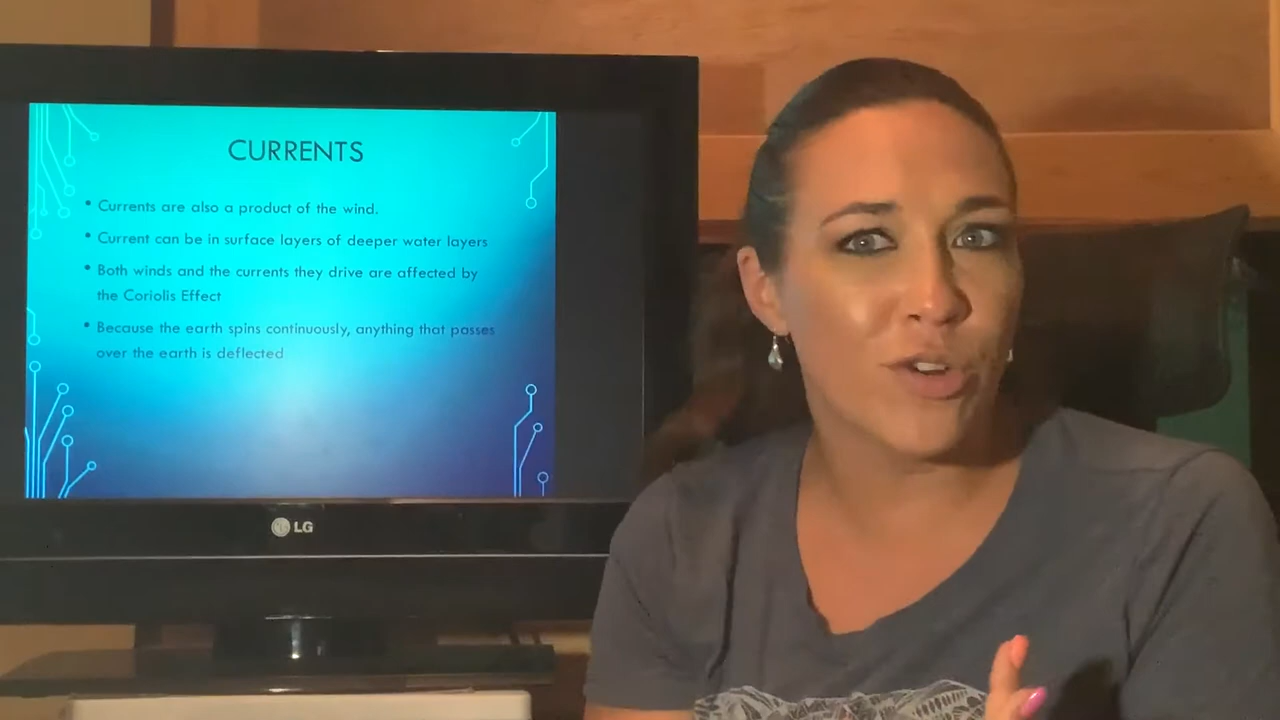 CURRENTS
• Currents are also a product of the wind.
• Current can be in surface layers of deeper water layers
• Both winds and the currents they drive are affected by
the Coriolis Effect
• Because the earth spins continuously, anything that passes
over the earth is deflected
LG